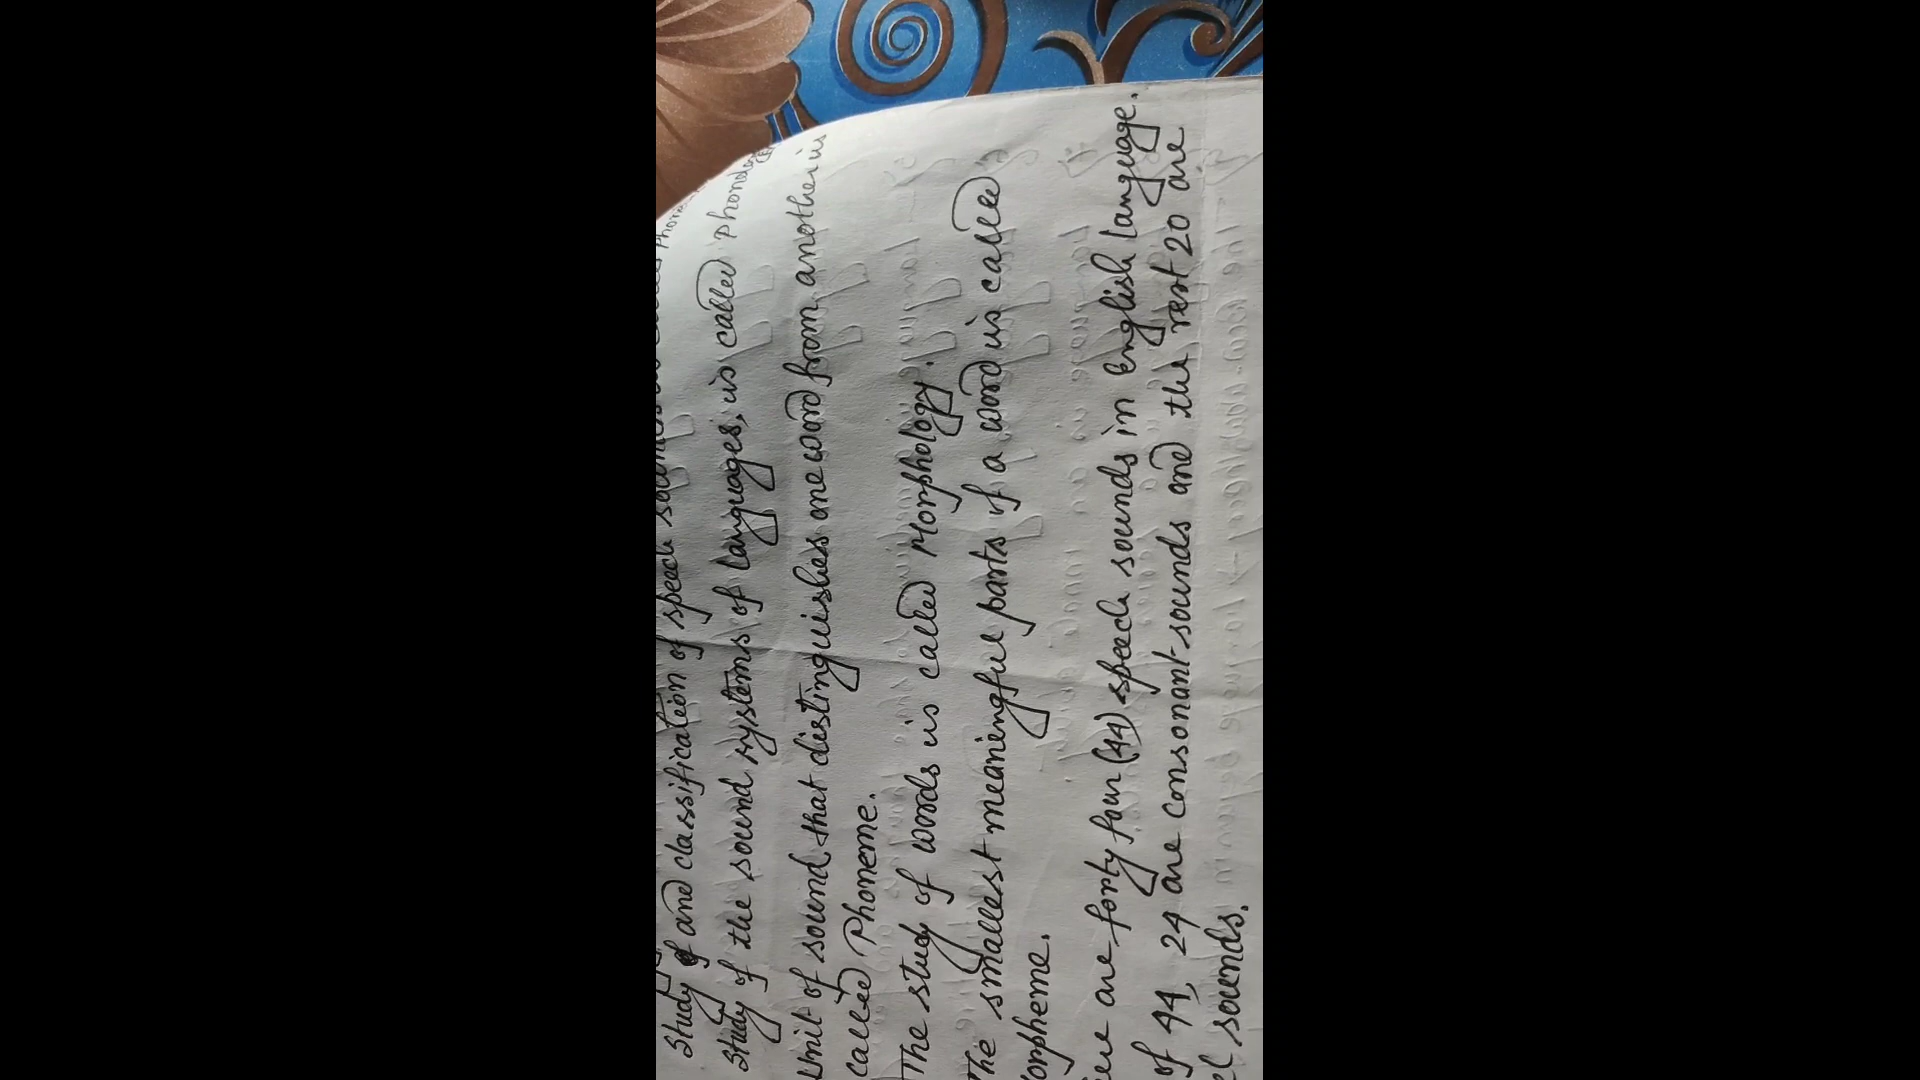 Study of and classification of speech
Study of the sound systems of languages, is called
Unit of sound that distinguishes one word from another is
called Phoneme.
The study of words is called Morphology.
The smallest meaningful parts of a word is called
are forty four (44) speech sounds in English language.
of 44, 24 are consonant sounds and the rest 20 are
sounds.